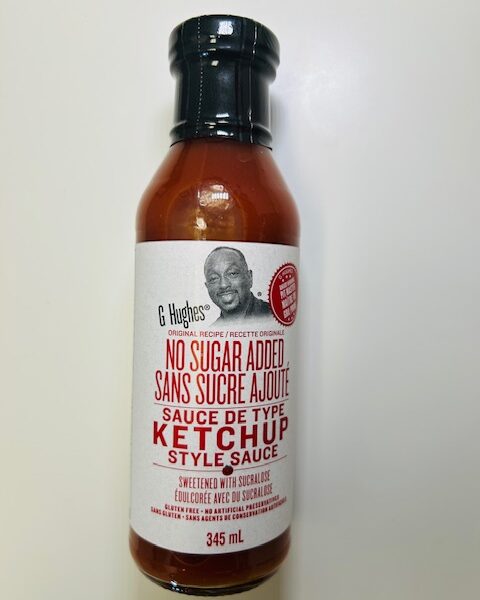 G Hughes®
ORIGINAL RECIPE / RECETTE ORIGINALE
NO SUGAR ADDED
SANS SUCRE AJOUTÉ
SAUCE DE TYPE
KETCHUP
STYLE SAUCE
SWEETENED WITH SUCRALOSE
ÉDULCORÉE AVEC DU SUCRALOSE
GLUTEN FREE • NO ARTIFICIAL PRESERVATIVES
SANS GLUTEN • SANS AGENTS DE CONSERVATION ARTIFICIELS
345 mL